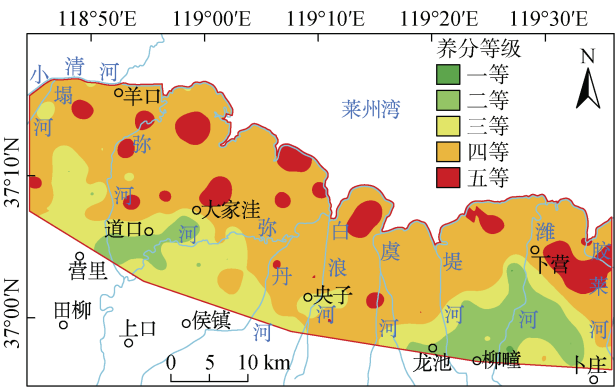 118°50′E 119°00′E 119°10′E 119°20′E 119°30′E
37°10′N
37°00′N
养分等级
一等
二等
三等
四等
五等
N
莱州湾
小清河
塌河
羊口
弥河
大家洼
道口
弥河
营里
田柳
上口
侯镇
丹河
白浪河
央子
虞河
堤河
潍河
下营
胶莱河
龙池
柳疃
卜庄
0 5 10 km